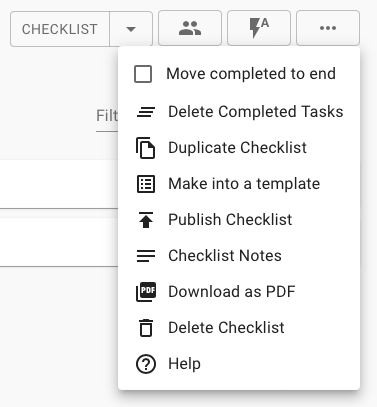 CHECKLIST
A
Filt
Move completed to end
Delete Completed Tasks
Duplicate Checklist
Make into a template
Publish Checklist
Checklist Notes
PDF Download as PDF
Delete Checklist
? Help